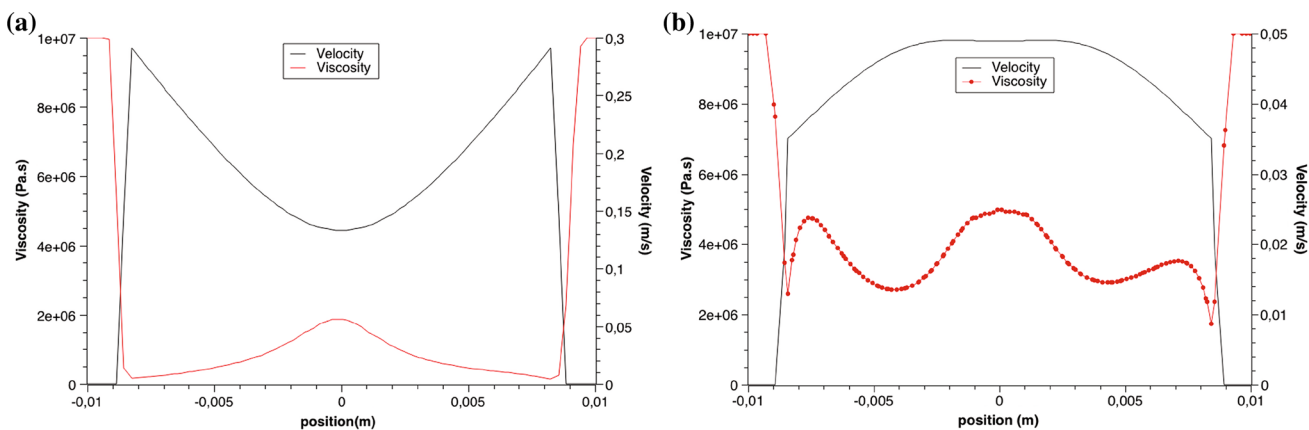 (a)
1e+07
8e+06
6e+06
4e+06
2e+06
0
Viscosity (Pa.s)
Velocity
Viscosity
0,3
0,25
0,2
0,15
0,1
0,05
0
Velocity (m/s)
-0,01
-0,005
0
0,005
0,01
position(m)
(b)
1e+07
8e+06
6e+06
4e+06
2e+06
0
Viscosity (Pa.s)
Velocity
Viscosity
0,05
0,04
0,03
0,02
0,01
0
Velocity (m/s)
-0,01
-0,005
0
0,005
0,01
position (m)